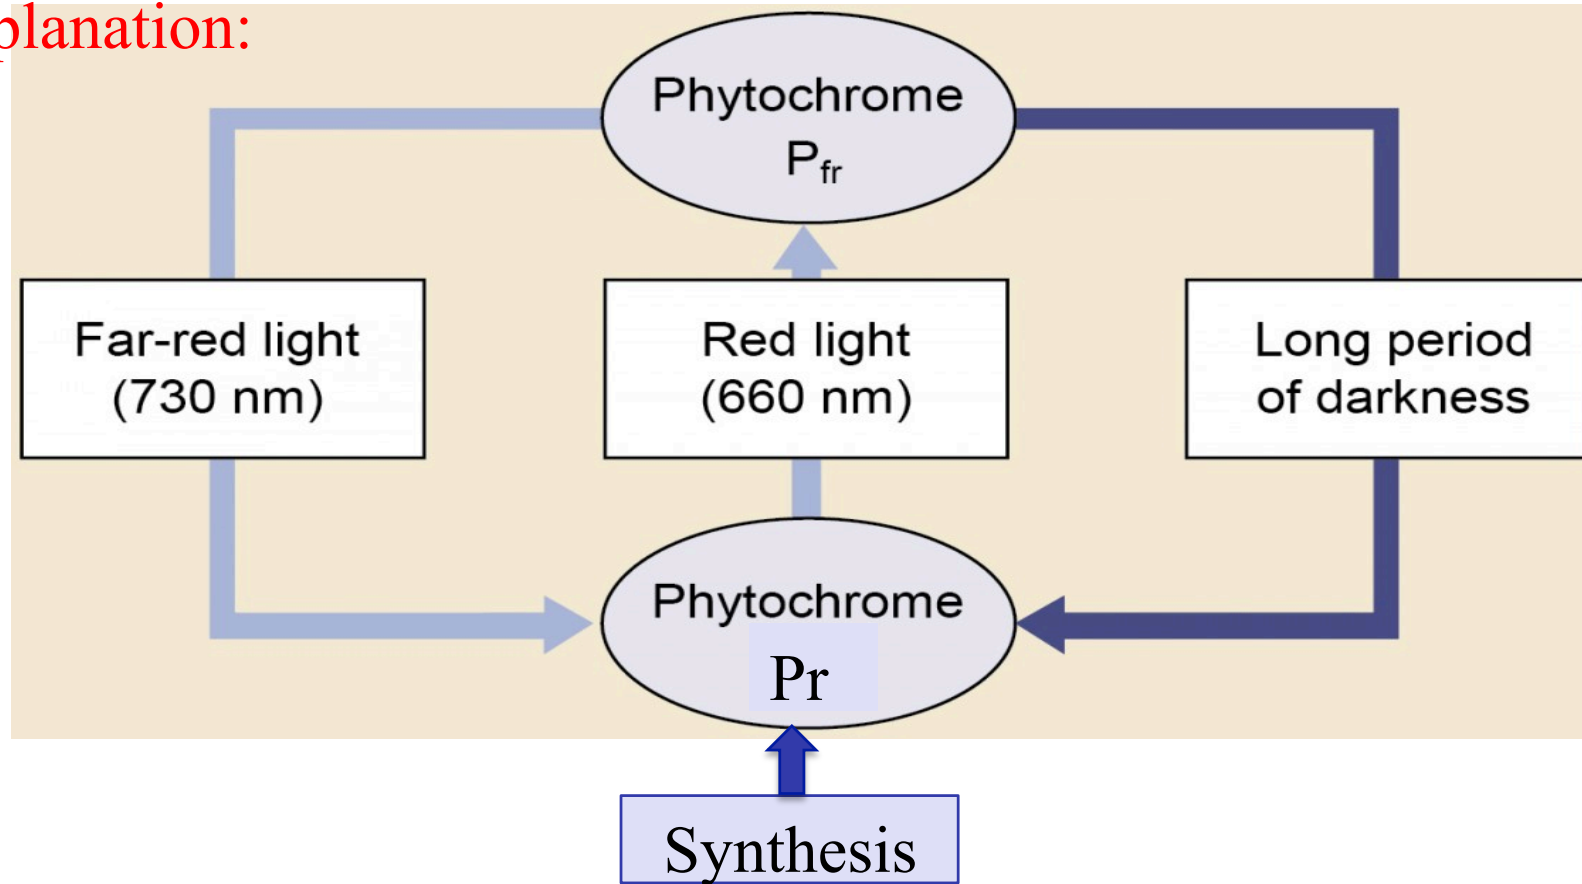 planation:
Phytochrome
Pfr
Far-red light
(730 nm)
Red light
(660 nm)
Long period
of darkness
Phytochrome
Pr
Synthesis